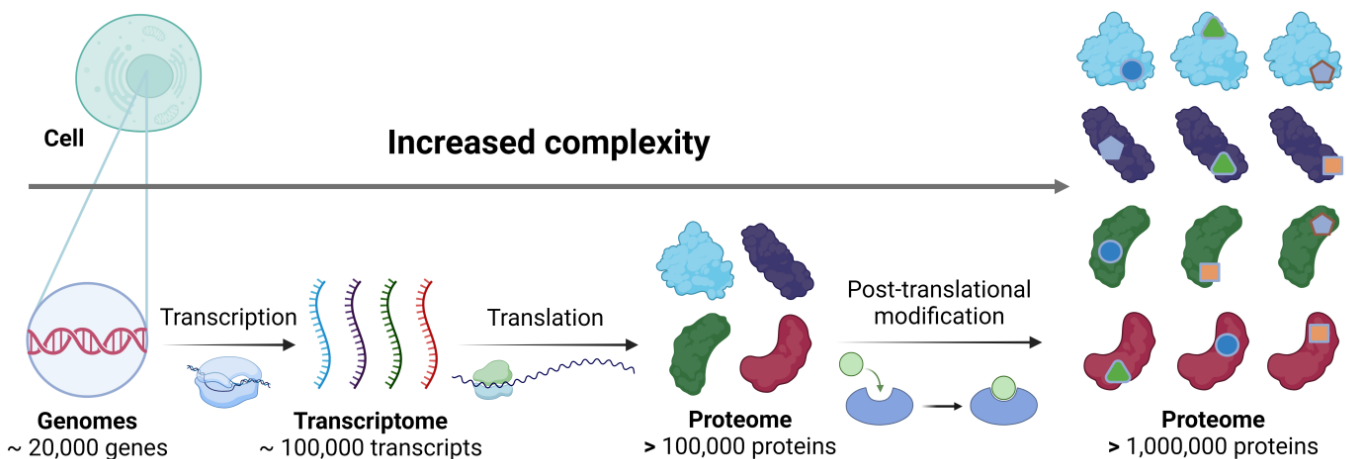 Cell
Increased complexity
Transcription
Translation
Post-translational
modification
Genomes
~ 20,000 genes
Transcriptome
~ 100,000 transcripts
Proteome
> 100,000 proteins
Proteome
> 1,000,000 proteins